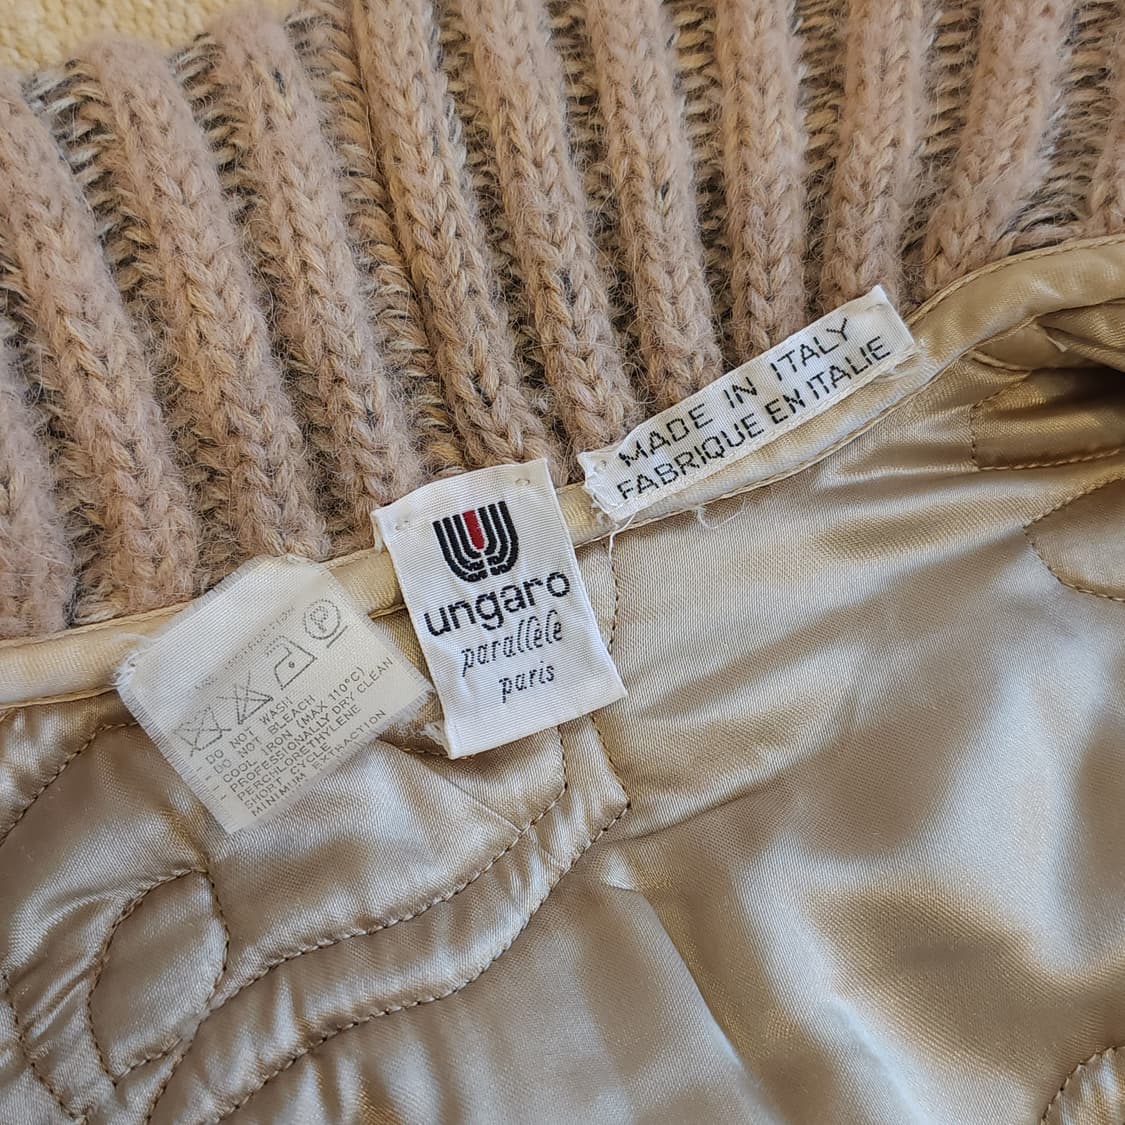 MADE IN ITALY
FABRIQUE EN ITALIE
ungaro
parallèle
paris
P
- DO NOT WASH
- DO NOT BLEACH
- COOL IRON (MAX 110°C)
- PROFESSIONALLY DRY CLEAN
PERCHLORETHYLENE
SHORT CYCLE
MINIMUM EXTRACTION